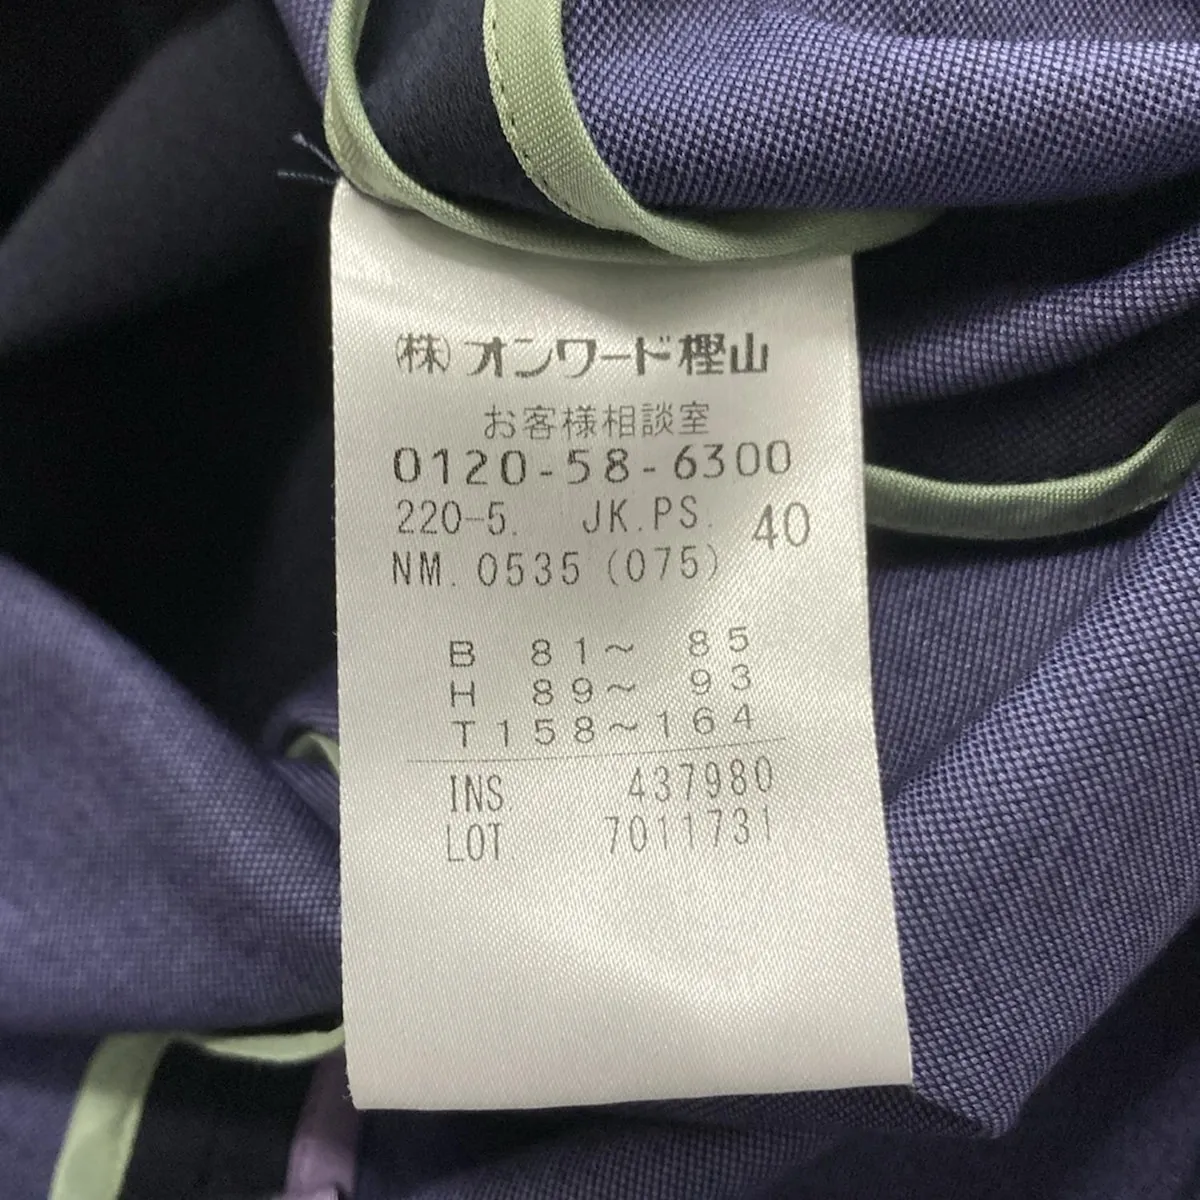 ㈱オンワード樫山
お客様相談室
0120-58-6300
220-5. JK.PS. 40
NM. 0535 (075)
B 81～ 85
H 89～ 93
T158～164
INS 437980
LOT 7011731